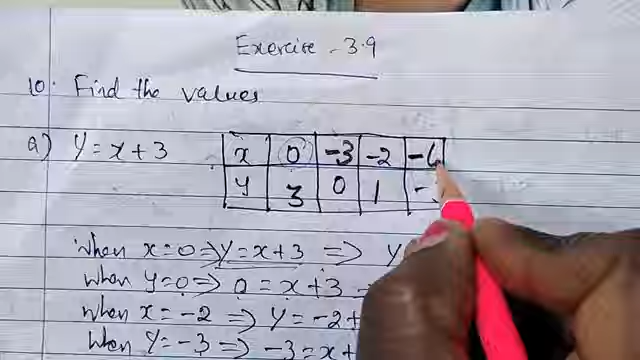 Exercise - 3.9
10. Find the values
a) y = x + 3
x 0 -3 -2 -6
y 3 0 1 -
When x = 0 ⇒ y = x + 3 ⇒ y
When y = 0 ⇒ 0 = x + 3
When x = -2 ⇒ y = -2 +
When y = -3 ⇒ -3 = x +